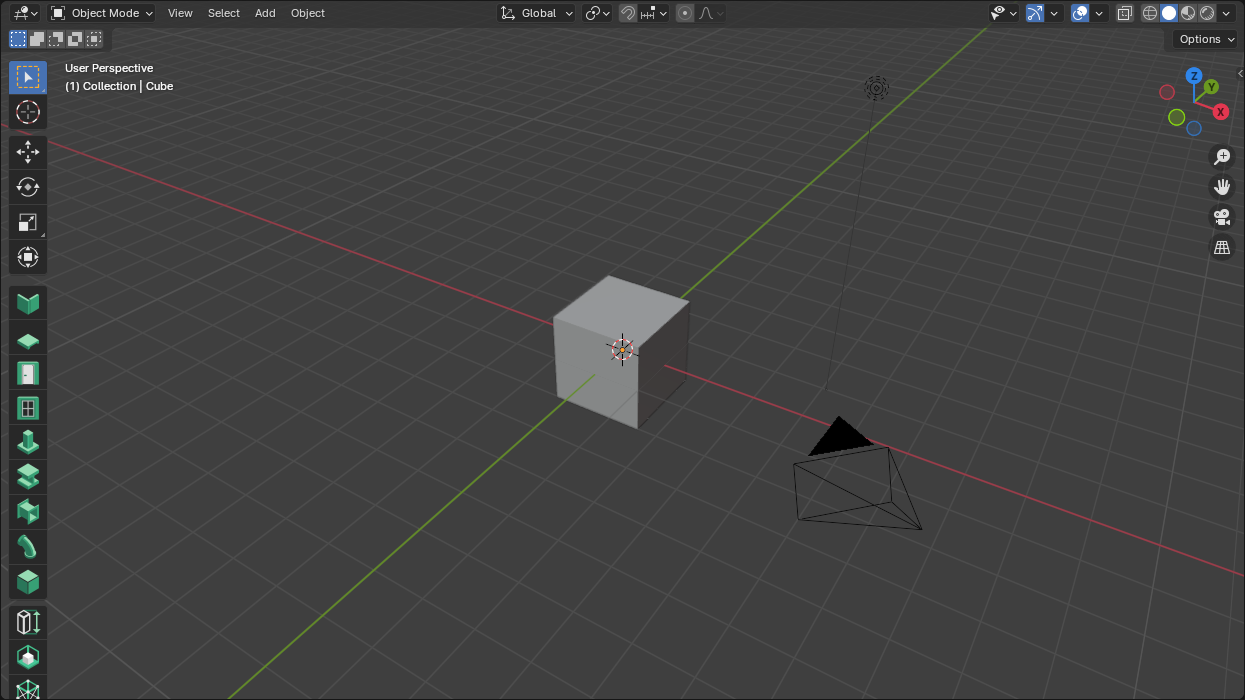 Object Mode View Select Add Object Global
Options
User Perspective
(1) Collection | Cube
Z
Y
X